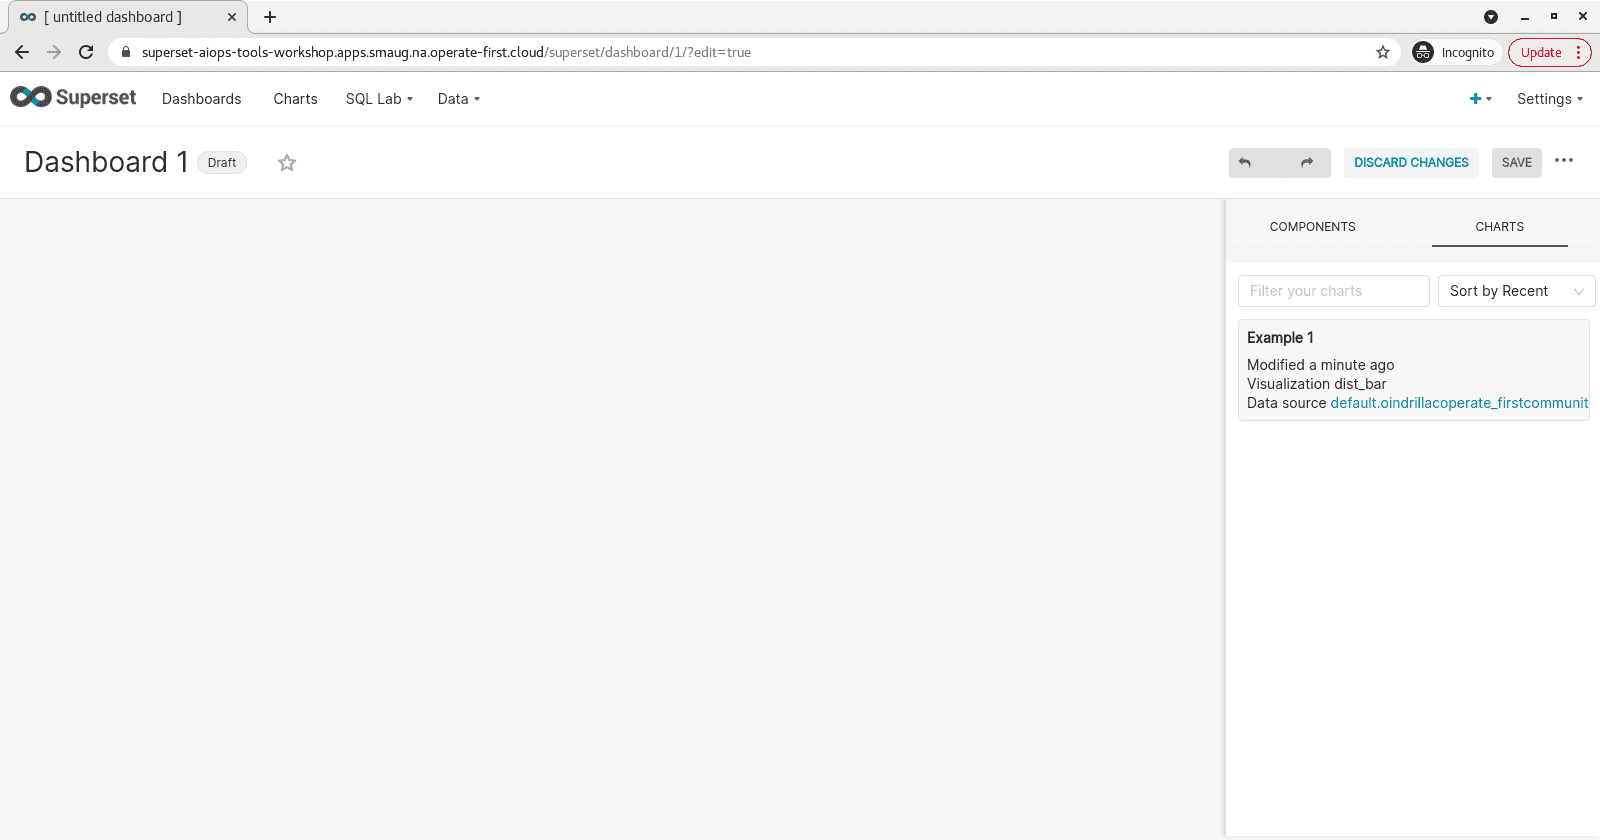 [ untitled dashboard ]
superset-aiops-tools-workshop.apps.smaug.na.operate-first.cloud/superset/dashboard/1/?edit=true
Incognito
Update
Superset
Dashboards
Charts
SQL Lab
Data
Settings
Dashboard 1
Draft
DISCARD CHANGES
SAVE
COMPONENTS
CHARTS
Filter your charts
Sort by Recent
Example 1
Modified a minute ago
Visualization dist_bar
Data source default.oindrillacoperate_firstcommunit